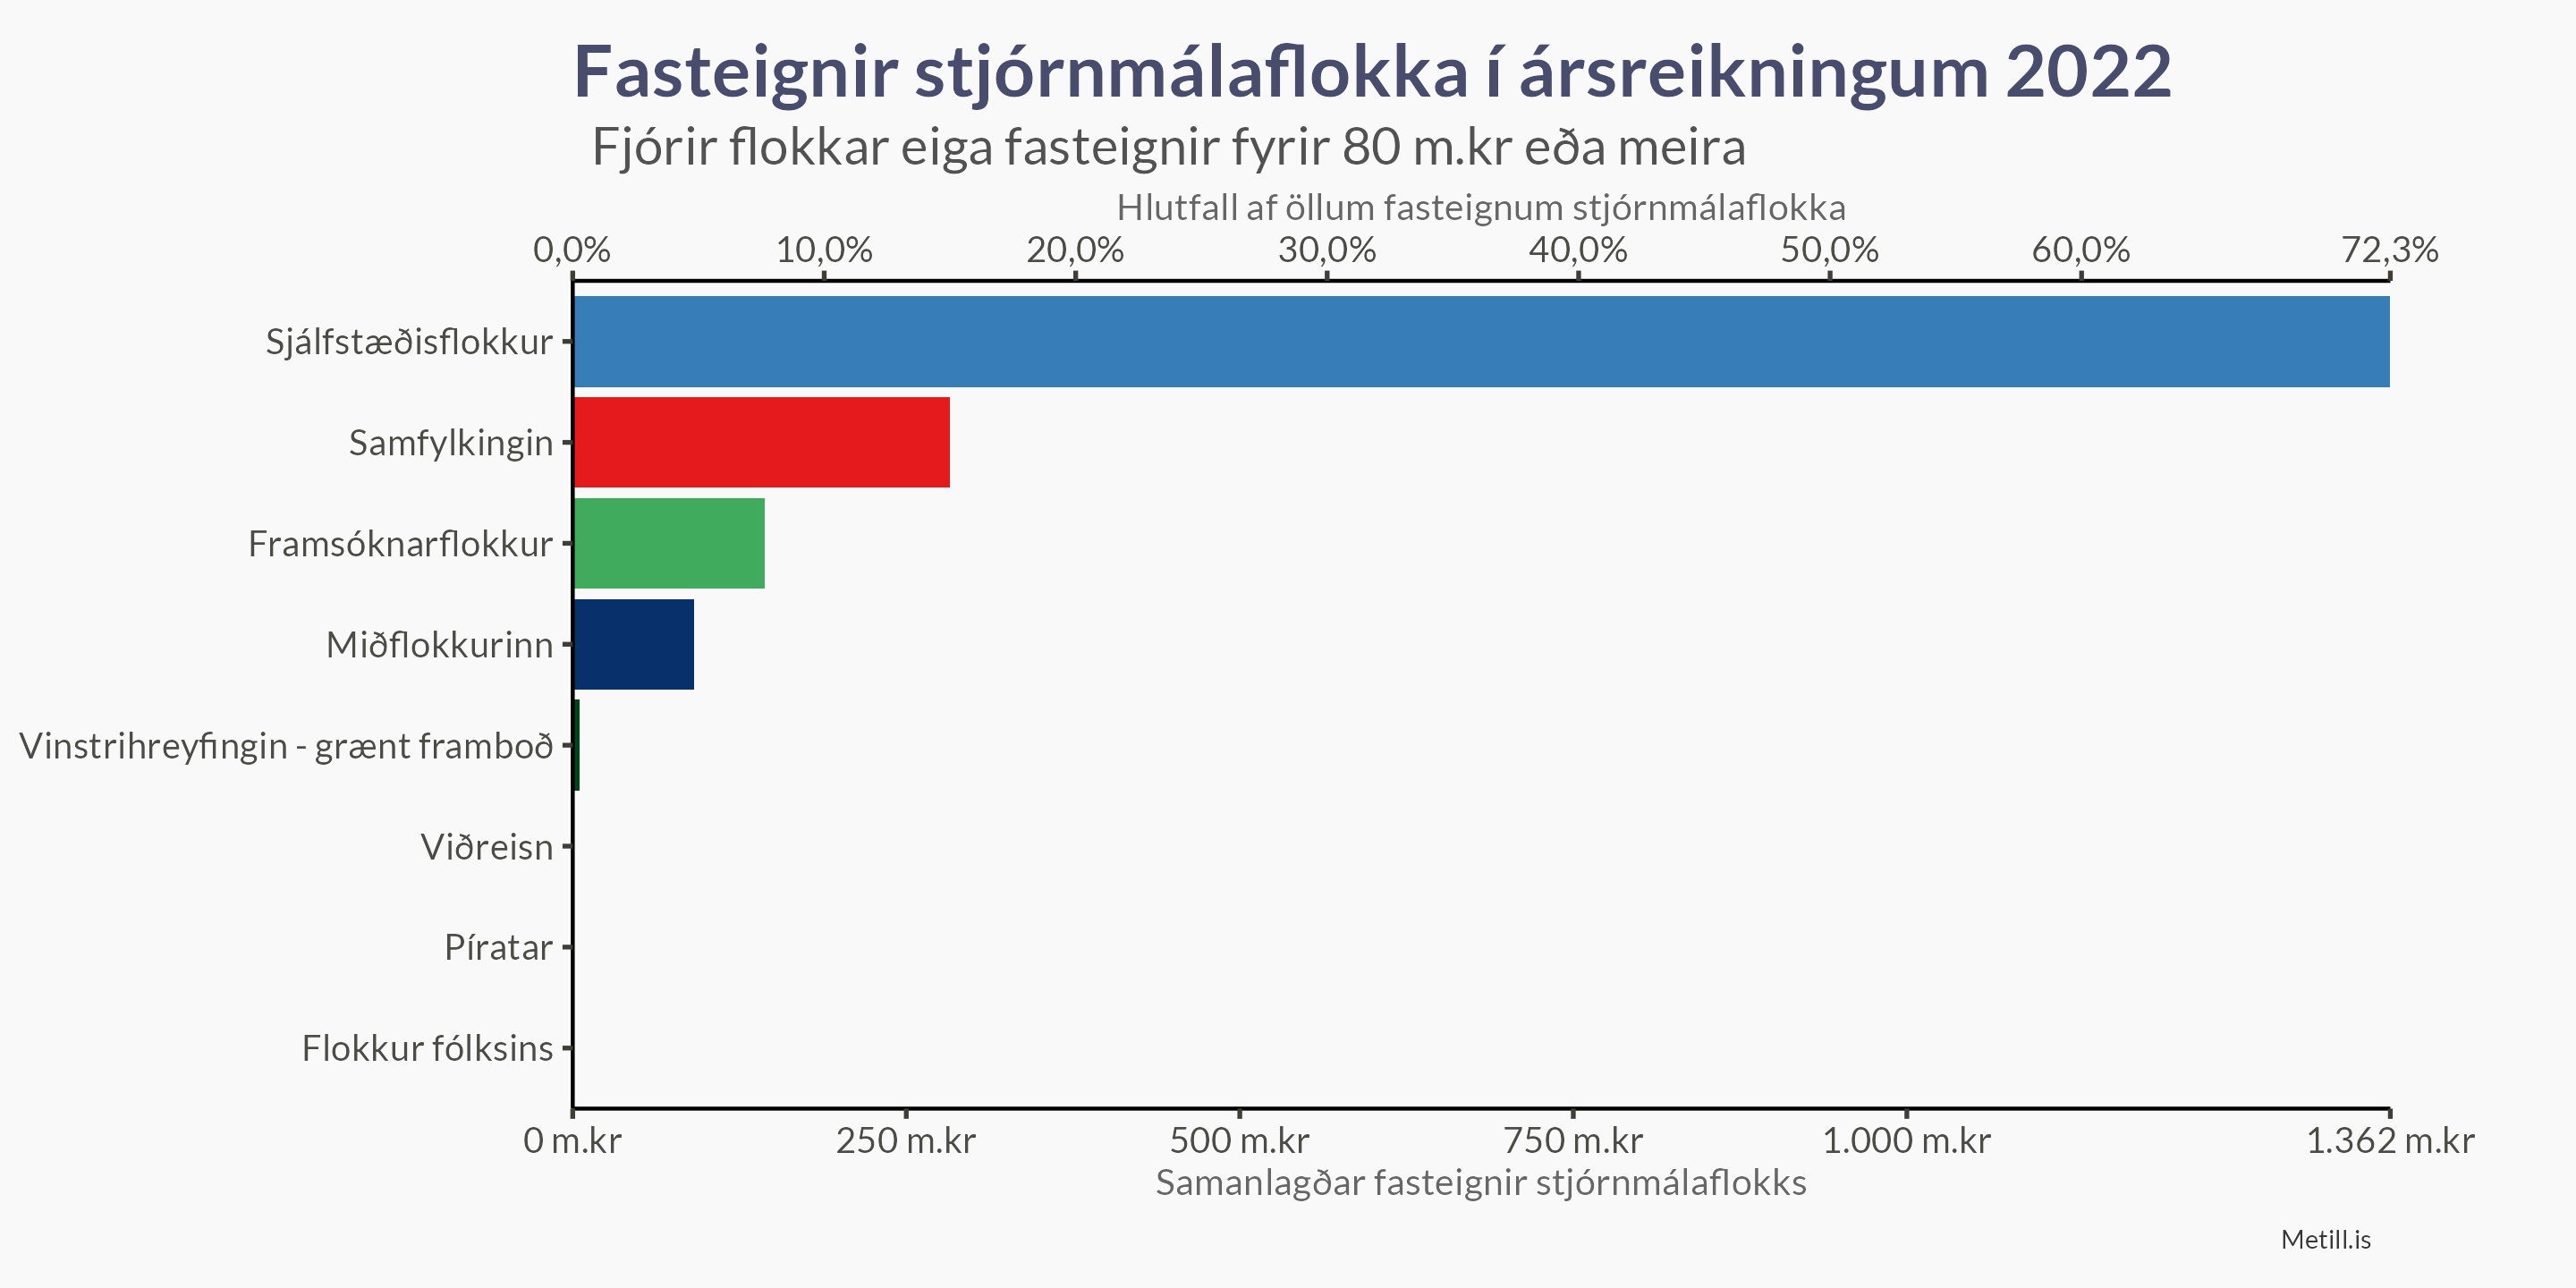 Fasteignir stjórnmálaflokka í ársreikningum 2022
Fjórir flokkar eiga fasteignir fyrir 80 m.kr eða meira
Hlutfall af öllum fasteignum stjórnmálaflokka
0,0% 10,0% 20,0% 30,0% 40,0% 50,0% 60,0% 72,3%
Sjálfstæðisflokkur
Samfylkingin
Framsóknarflokkur
Miðflokkurinn
Vinstrihreyfingin - grænt framboð
Viðreisn
Píratar
Flokkur fólksins
0 m.kr 250 m.kr 500 m.kr 750 m.kr 1.000 m.kr 1.362 m.kr
Samanlagðar fasteignir stjórnmálaflokks
Metill.is